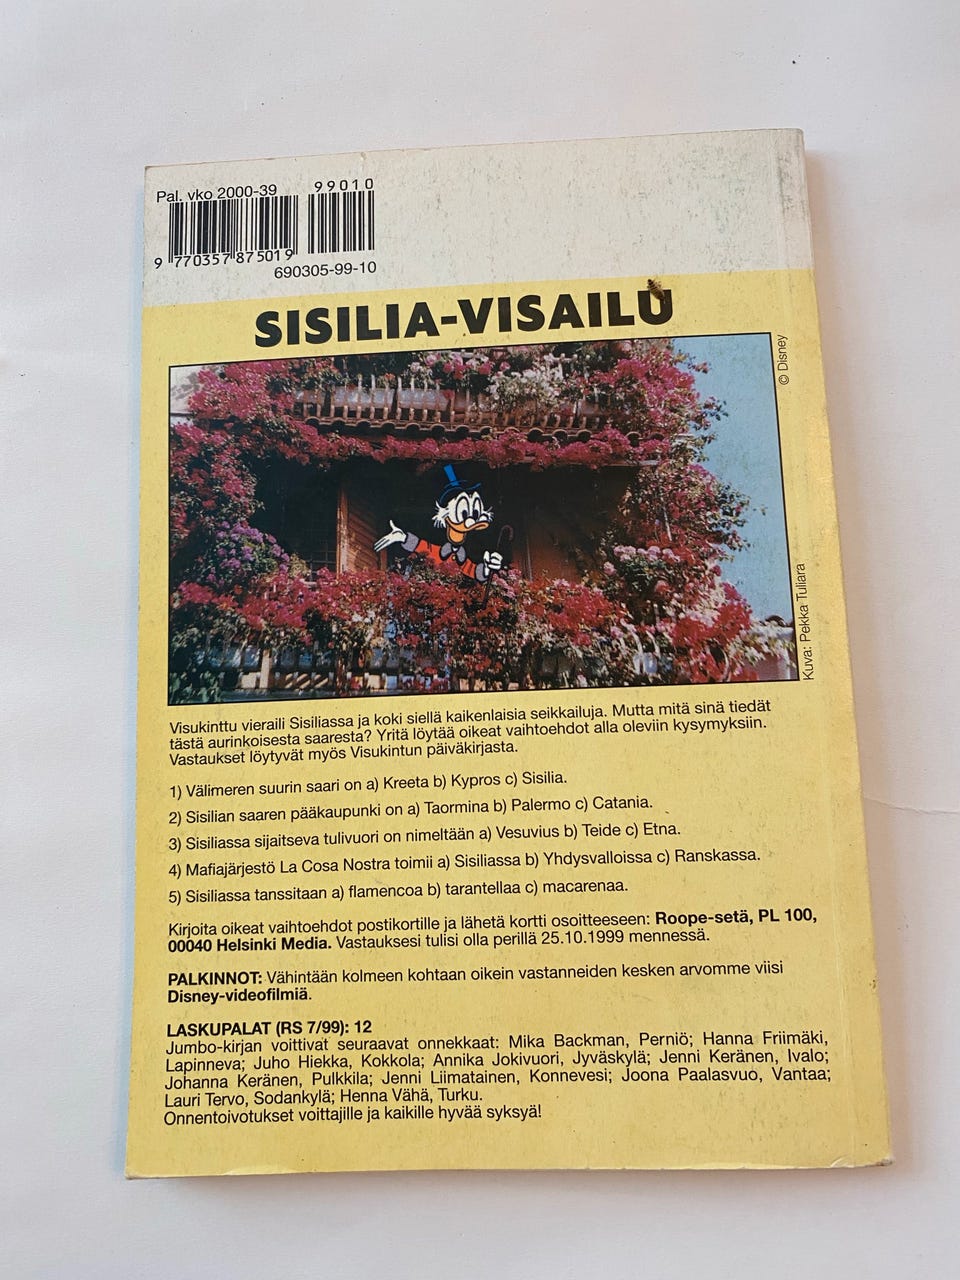 Pal. vko 2000-39
99010
9 770357 875019
690305-99-10
SISILIA-VISAILU
© Disney
Kuva: Pekka Tuliara
Visukinttu vieraili Sisiliassa ja koki siellä kaikenlaisia seikkailuja. Mutta mitä sinä tiedät
tästä aurinkoisesta saaresta? Yritä löytää oikeat vaihtoehdot alla oleviin kysymyksiin.
Vastaukset löytyvät myös Visukintun päiväkirjasta.
1) Välimeren suurin saari on a) Kreeta b) Kypros c) Sisilia.
2) Sisilian saaren pääkaupunki on a) Taormina b) Palermo c) Catania.
3) Sisiliassa sijaitseva tulivuori on nimeltään a) Vesuvius b) Teide c) Etna.
4) Mafiajärjestö La Cosa Nostra toimii a) Sisiliassa b) Yhdysvalloissa c) Ranskassa.
5) Sisiliassa tanssitaan a) flamencoa b) tarantellaa c) macarenaa.
Kirjoita oikeat vaihtoehdot postikortille ja lähetä kortti osoitteeseen: Roope-setä, PL 100,
00040 Helsinki Media. Vastauksesi tulisi olla perillä 25.10.1999 mennessä.
PALKINNOT: Vähintään kolmeen kohtaan oikein vastanneiden kesken arvomme viisi
Disney-videofilmiä.
LASKUPALAT (RS 7/99): 12
Jumbo-kirjan voittivat seuraavat onnekkaat: Mika Backman, Perniö; Hanna Friimäki,
Lapinneva; Juho Hiekka, Kokkola; Annika Jokivuori, Jyväskylä; Jenni Keränen, Ivalo;
Johanna Keränen, Pulkkila; Jenni Liimatainen, Konnevesi; Joona Paalasvuo, Vantaa;
Lauri Tervo, Sodankylä; Henna Vähä, Turku.
Onnentoivotukset voittajille ja kaikille hyvää syksyä!